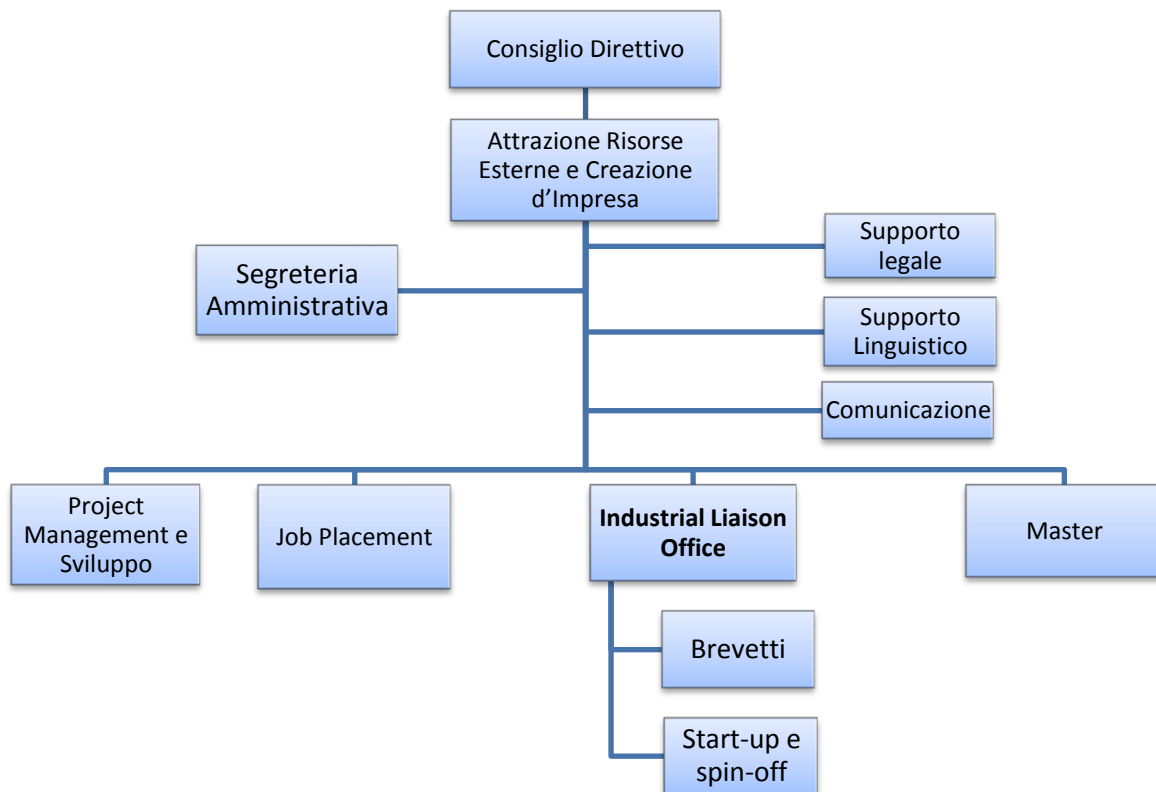 Consiglio Direttivo
Attrazione Risorse
Esterne e Creazione
d’Impresa
Supporto
legale
Segreteria
Amministrativa
Supporto
Linguistico
Comunicazione
Project
Management e
Sviluppo
Job Placement
Industrial Liaison
Office
Master
Brevetti
Start-up e
spin-off